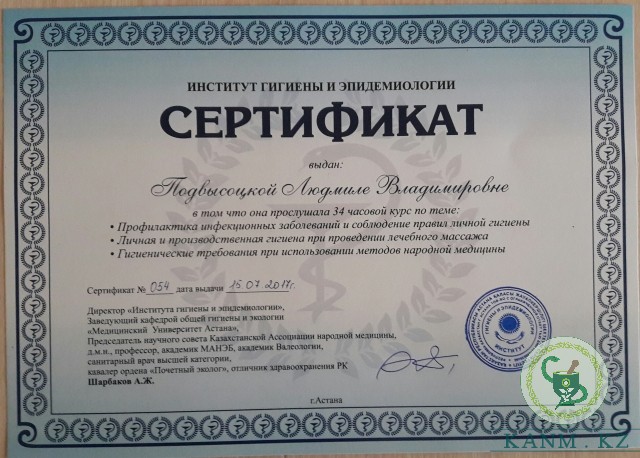 ИНСТИТУТ ГИГИЕНЫ И ЭПИДЕМИОЛОГИИ
СЕРТИФИКАТ
выдан:
Подвысоцкой Людмиле Владимировне
в том что она прослушала 34 часовой курс по теме:
• Профилактика инфекционных заболеваний и соблюдение правил личной гигиены
• Личная и производственная гигиена при проведении лечебного массажа
• Гигиенические требования при использовании методов народной медицины
Сертификат № 054 дата выдачи 15.07.2017г.
Директор «Института гигиены и эпидемиологии»,
Заведующий кафедрой общей гигиены и экологии
«Медицинский Университет Астана»,
Председатель научного совета Казахстанской Ассоциации народной медицины,
д.м.н., профессор, академик МАНЭБ, академик Валеологии,
санитарный врач высшей категории,
кавалер ордена «Почетный эколог», отличник здравоохранения РК
Шарбаков А.Ж.
г.Астана
ГИГИЕНЫ И ЭПИДЕМИОЛОГИИ
ИНСТИТУТ
KANM.KZ